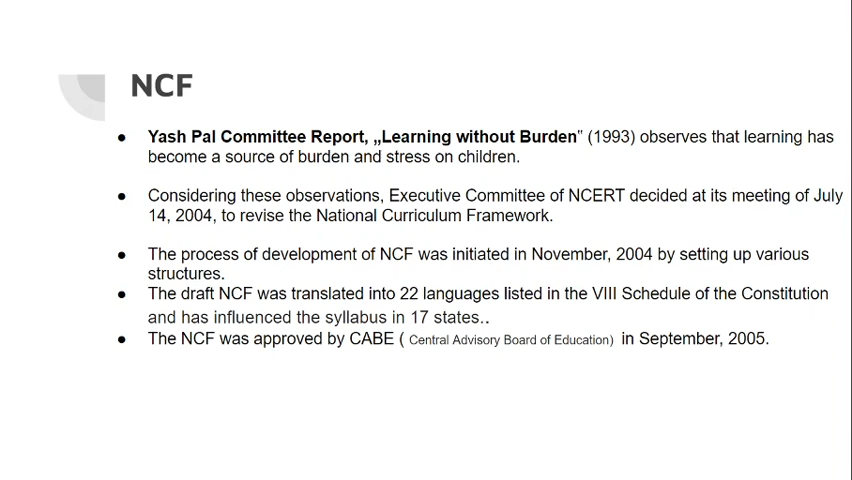 NCF
● Yash Pal Committee Report, „Learning without Burden” (1993) observes that learning has
become a source of burden and stress on children.
● Considering these observations, Executive Committee of NCERT decided at its meeting of July
14, 2004, to revise the National Curriculum Framework.
● The process of development of NCF was initiated in November, 2004 by setting up various
structures.
● The draft NCF was translated into 22 languages listed in the VIII Schedule of the Constitution
and has influenced the syllabus in 17 states..
● The NCF was approved by CABE ( Central Advisory Board of Education) in September, 2005.